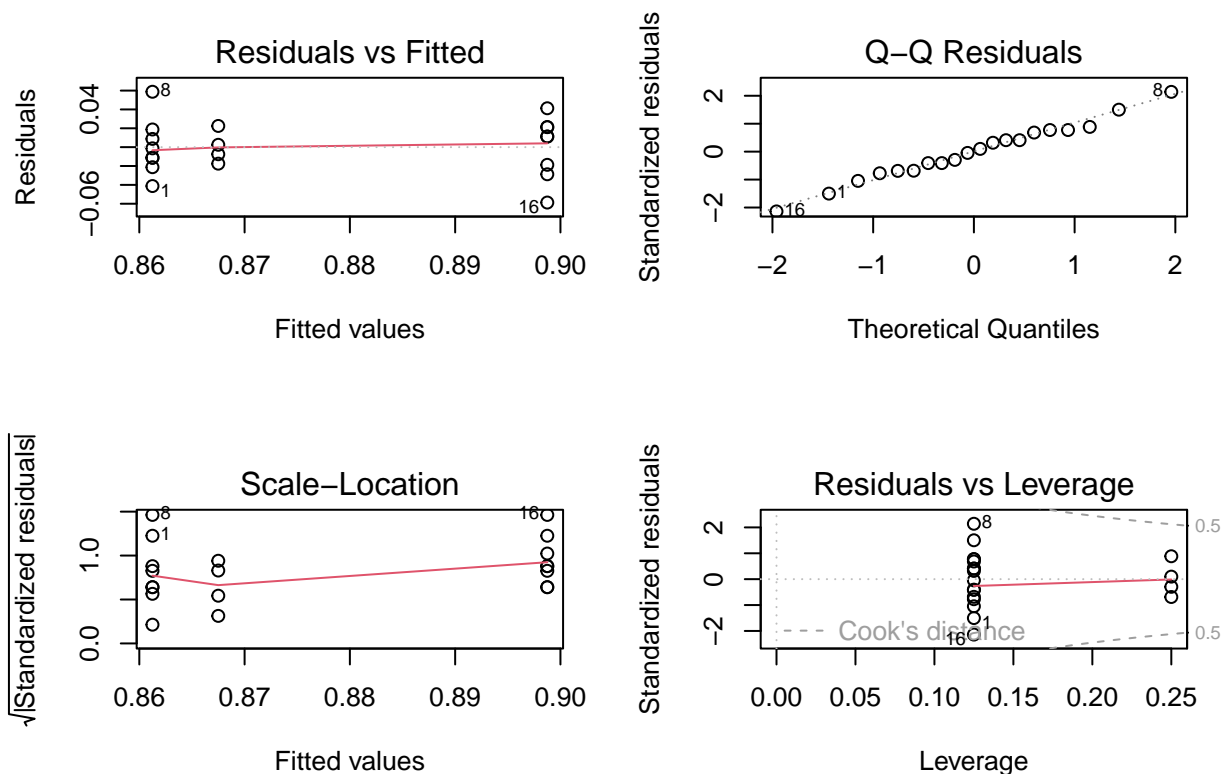 Residuals vs Fitted
Residuals
0.04
−0.06
8
1
16
0.86 0.87 0.88 0.89 0.90
Fitted values
Q−Q Residuals
Standardized residuals
2
0
−2
8
1
16
−2 −1 0 1 2
Theoretical Quantiles
Scale−Location
√|Standardized residuals|
1.0
0.0
8
1
16
0.86 0.87 0.88 0.89 0.90
Fitted values
Residuals vs Leverage
Standardized residuals
2
0
−2
8
1
16
Cook's distance
0.5
0.5
0.00 0.05 0.10 0.15 0.20 0.25
Leverage